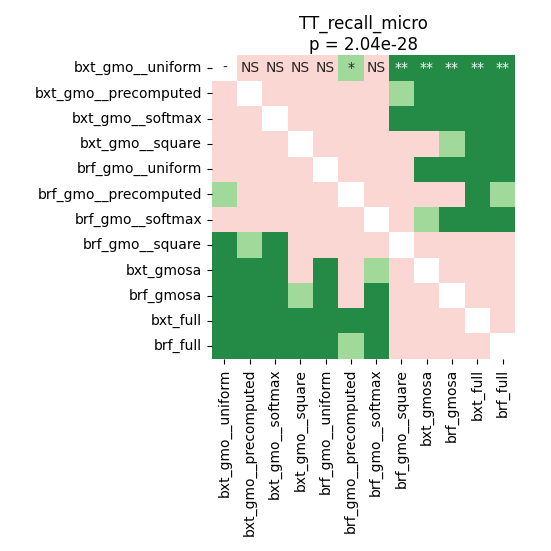 TT_recall_micro
p = 2.04e-28
bxt_gmo__uniform - NS NS NS NS * NS ** ** ** ** **
bxt_gmo__precomputed
bxt_gmo__softmax
bxt_gmo__square
brf_gmo__uniform
brf_gmo__precomputed
brf_gmo__softmax
brf_gmo__square
bxt_gmosa
brf_gmosa
bxt_full
brf_full
bxt_gmo__uniform
bxt_gmo__precomputed
bxt_gmo__softmax
bxt_gmo__square
brf_gmo__uniform
brf_gmo__precomputed
brf_gmo__softmax
brf_gmo__square
bxt_gmosa
brf_gmosa
bxt_full
brf_full